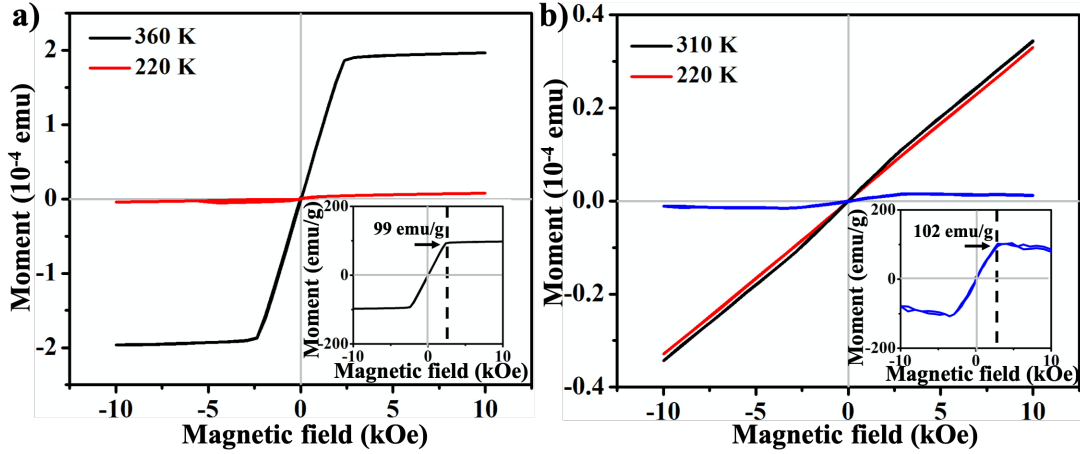 a)
360 K
220 K
Moment (10⁻⁴ emu)
2
1
0
-1
-2
-10
-5
0
5
10
Magnetic field (kOe)
Moment (emu/g)
200
0
-200
99 emu/g
-10
0
10
Magnetic field (kOe)
b)
310 K
220 K
Moment (10⁻⁴ emu)
0.4
0.2
0.0
-0.2
-0.4
-10
-5
0
5
10
Magnetic field (kOe)
Moment (emu/g)
200
0
-200
102 emu/g
-10
0
10
Magnetic field (kOe)